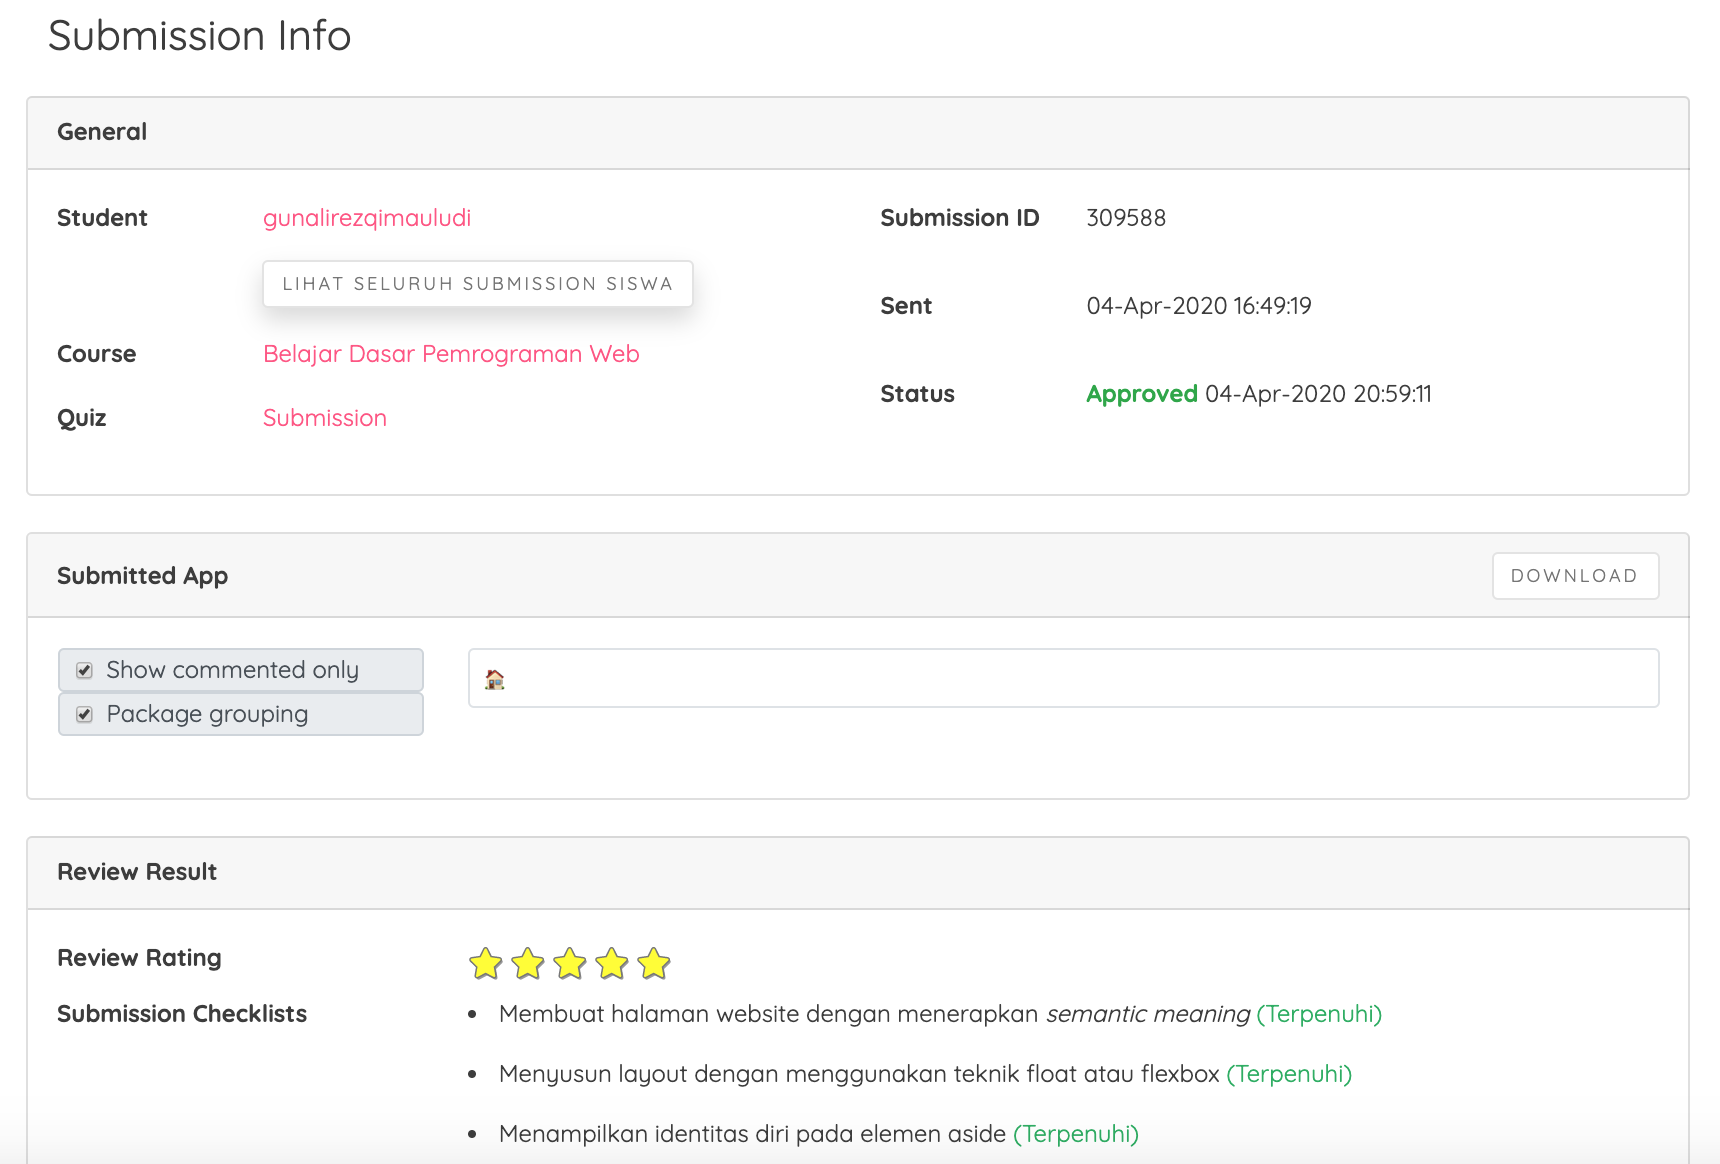 Submission Info
General
Student gunalirezqimauludi
LIHAT SELURUH SUBMISSION SISWA
Course Belajar Dasar Pemrograman Web
Quiz Submission
Submission ID 309588
Sent 04-Apr-2020 16:49:19
Status Approved 04-Apr-2020 20:59:11
Submitted App DOWNLOAD
Show commented only
Package grouping
Review Result
Review Rating
Submission Checklists
• Membuat halaman website dengan menerapkan semantic meaning (Terpenuhi)
• Menyusun layout dengan menggunakan teknik float atau flexbox (Terpenuhi)
• Menampilkan identitas diri pada elemen aside (Terpenuhi)